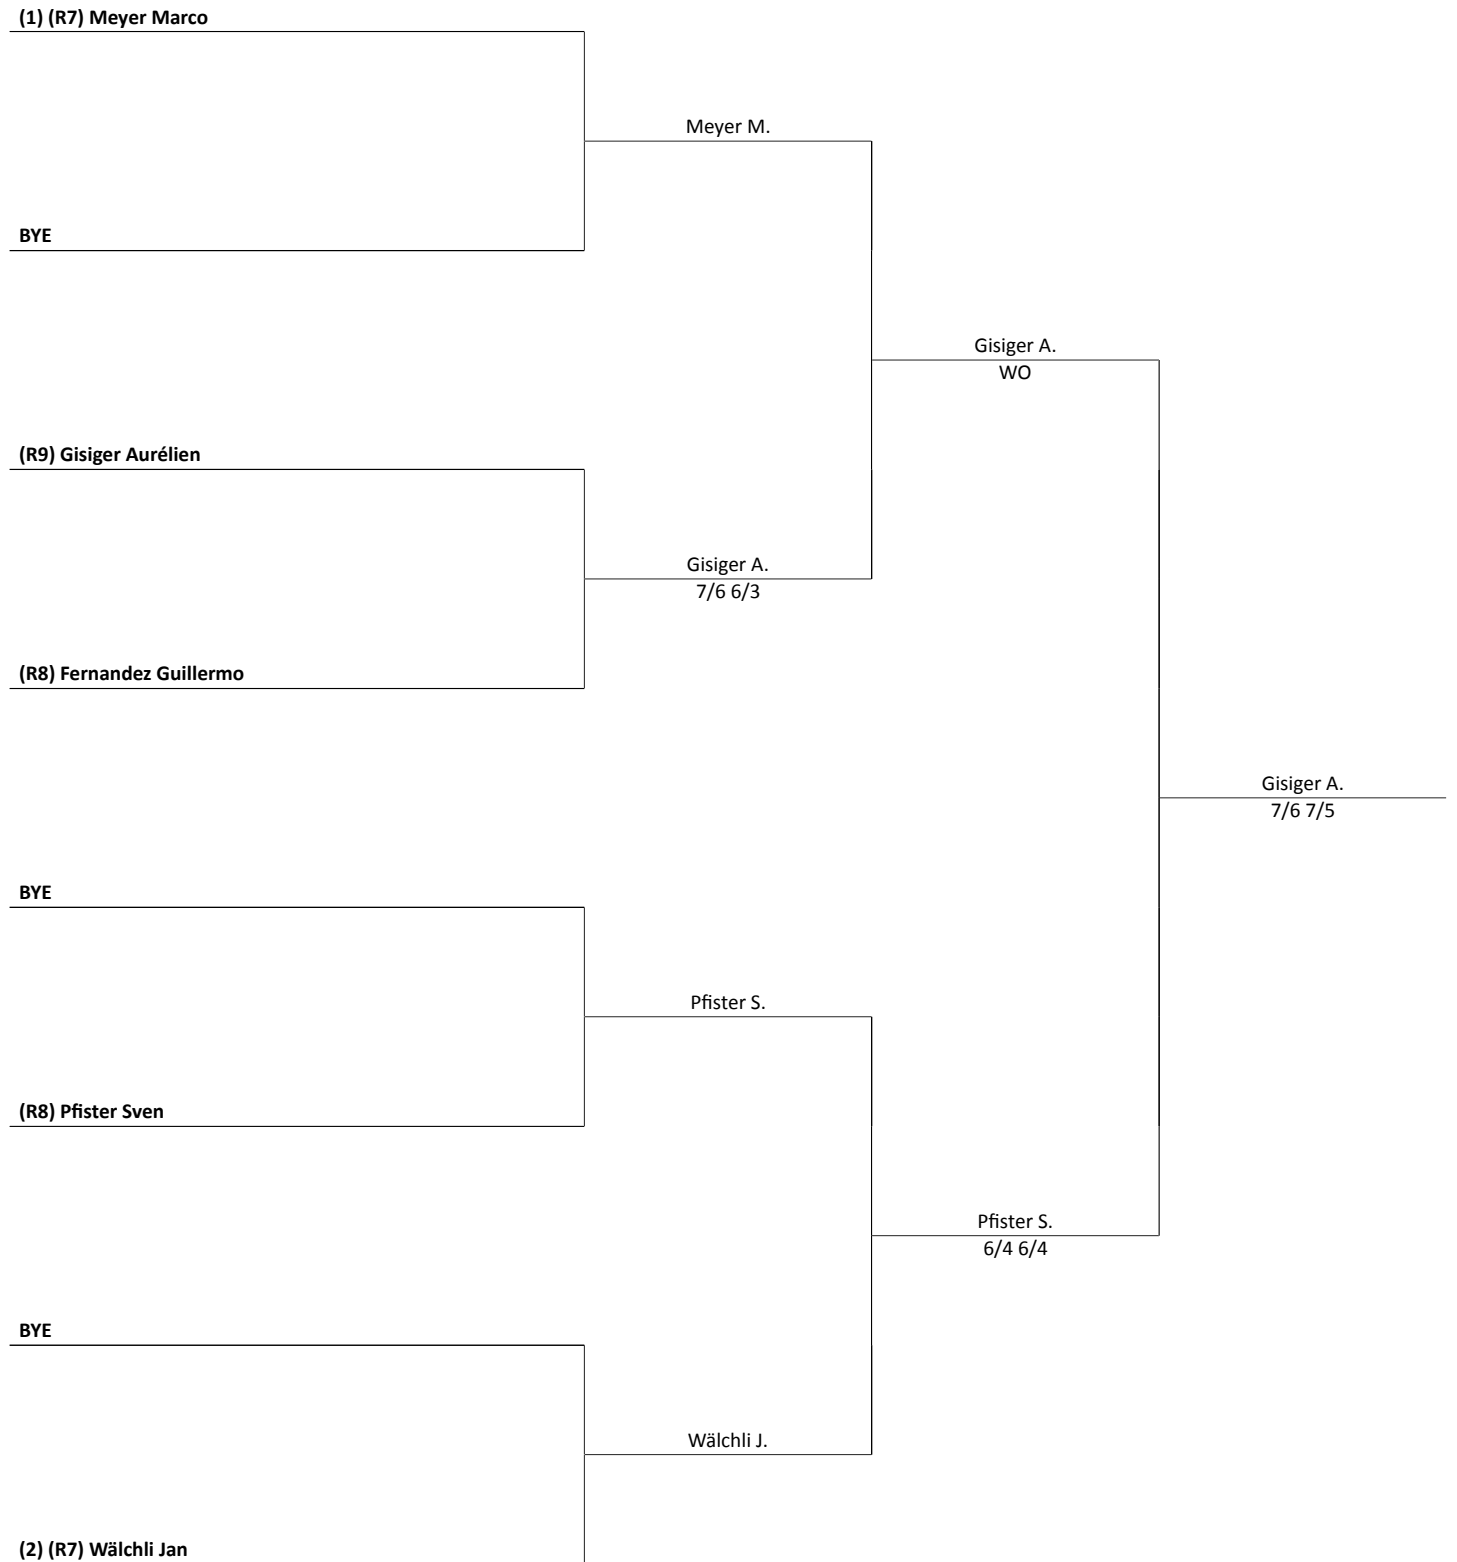 (1) (R7) Meyer Marco
Meyer M.
BYE
Gisiger A.
WO
(R9) Gisiger Aurélien
Gisiger A.
7/6 6/3
(R8) Fernandez Guillermo
Gisiger A.
7/6 7/5
BYE
Pfister S.
(R8) Pfister Sven
Pfister S.
6/4 6/4
BYE
Wälchli J.
(2) (R7) Wälchli Jan